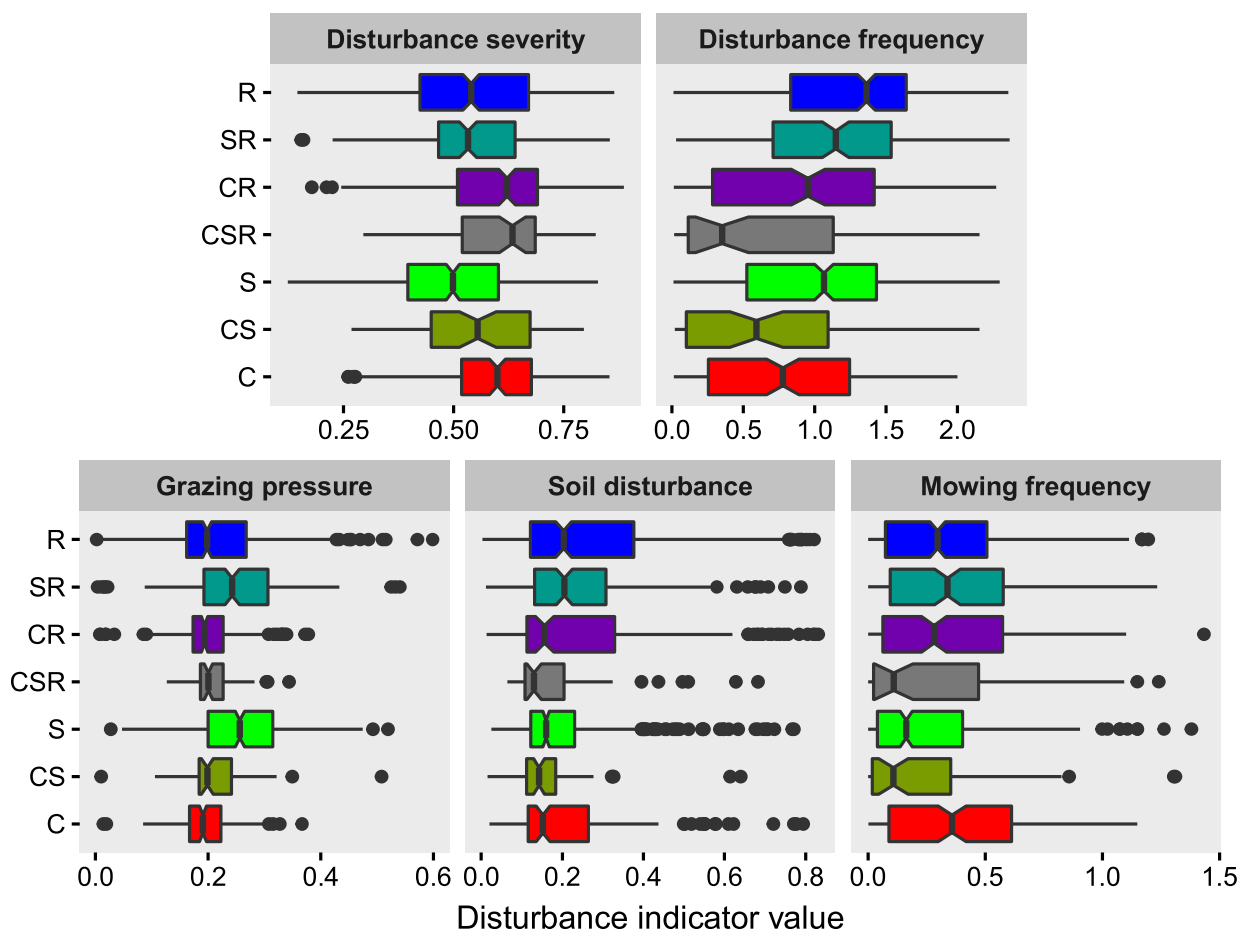 Disturbance severity Disturbance frequency
R
SR
CR
CSR
S
CS
C
0.25 0.50 0.75 0.0 0.5 1.0 1.5 2.0
Grazing pressure Soil disturbance Mowing frequency
R
SR
CR
CSR
S
CS
C
0.0 0.2 0.4 0.6 0.0 0.2 0.4 0.6 0.8 0.0 0.5 1.0 1.5
Disturbance indicator value